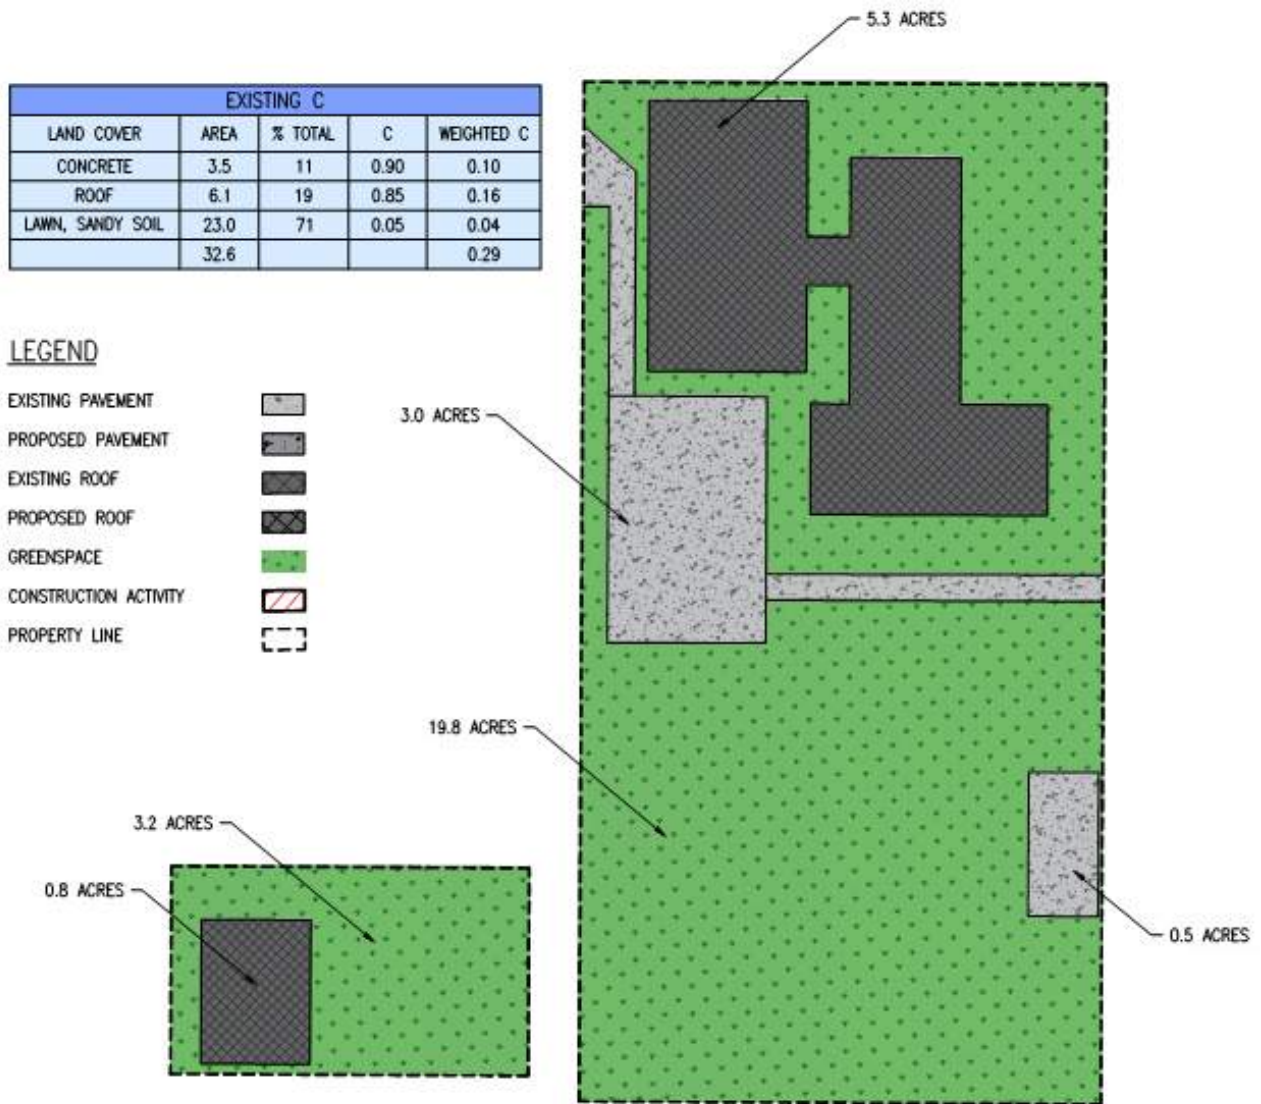 5.3 ACRES
EXISTING C
LAND COVER AREA % TOTAL C WEIGHTED C
CONCRETE 3.5 11 0.90 0.10
ROOF 6.1 19 0.85 0.16
LAWN, SANDY SOIL 23.0 71 0.05 0.04
32.6 0.29
LEGEND
EXISTING PAVEMENT
PROPOSED PAVEMENT
EXISTING ROOF
PROPOSED ROOF
GREENSPACE
CONSTRUCTION ACTIVITY
PROPERTY LINE
3.0 ACRES
19.8 ACRES
3.2 ACRES
0.8 ACRES
0.5 ACRES